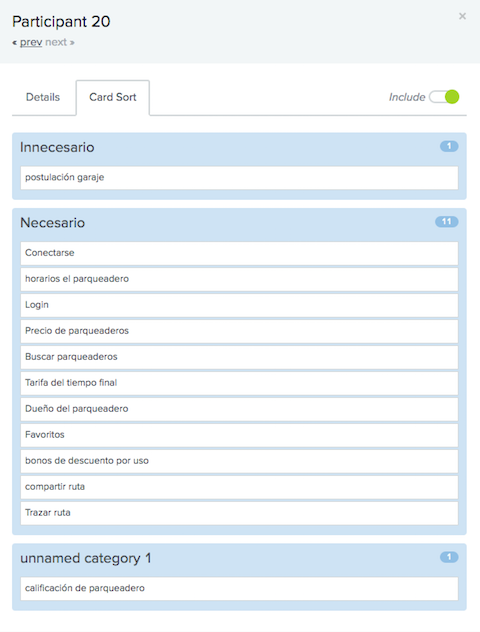 Participant 20
×
« prev next »
Details Card Sort Include
Innecesario 1
postulación garaje
Necesario 11
Conectarse
horarios el parqueadero
Login
Precio de parqueaderos
Buscar parqueaderos
Tarifa del tiempo final
Dueño del parqueadero
Favoritos
bonos de descuento por uso
compartir ruta
Trazar ruta
unnamed category 1 1
calificación de parqueadero